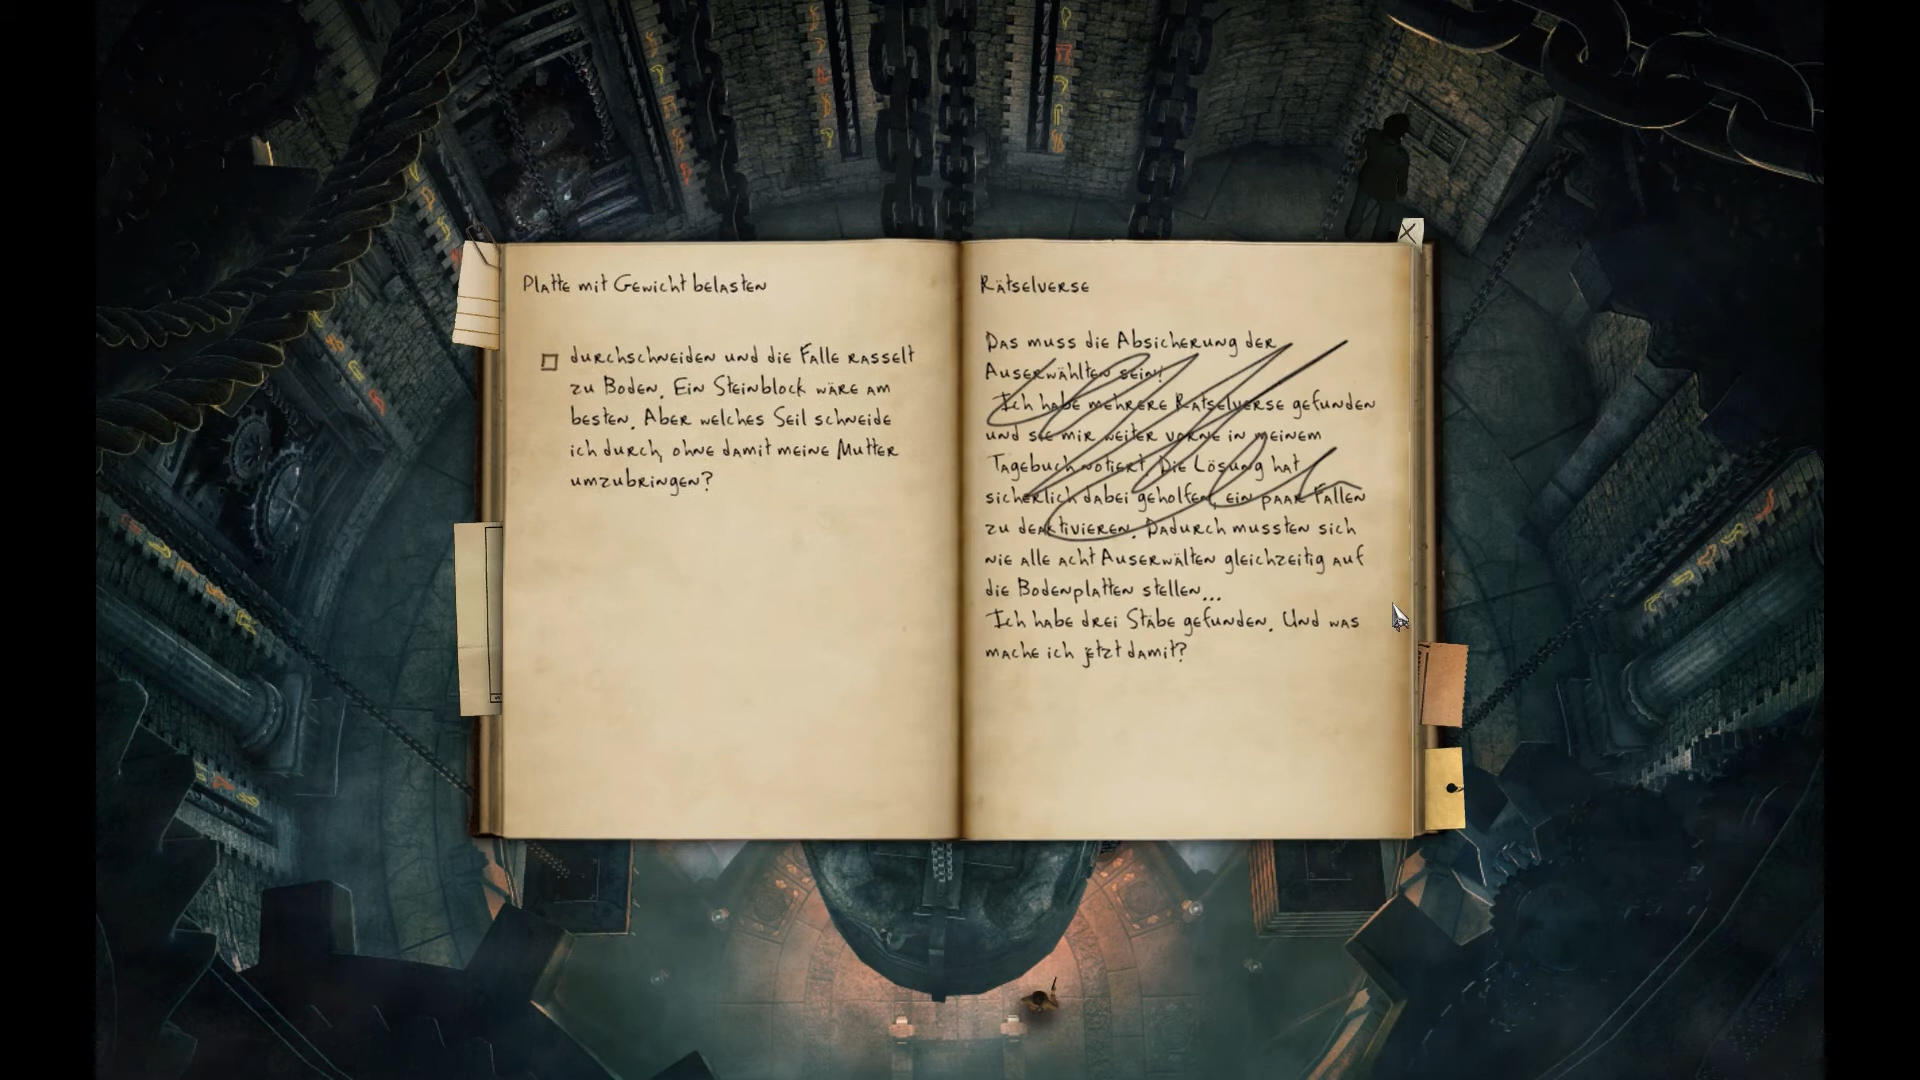 Platte mit Gewicht belasten
durchschneiden und die Falle rasselt
zu Boden. Ein Steinblock wäre am
besten. Aber welches Seil schneide
ich durch, ohne damit meine Mutter
umzubringen?
Rätselverse
Das muss die Absicherung der
Auserwählten sein!
Ich habe mehrere Rätselverse gefunden
und sie mir weiter vorne in meinem
Tagebuch notiert. Die Lösung hat
sicherlich dabei geholfen, ein paar Fallen
zu deaktivieren. Dadurch mussten sich
nie alle acht Auserwälten gleichzeitig auf
die Bodenplatten stellen...
Ich habe drei Stäbe gefunden. Und was
mache ich jetzt damit?